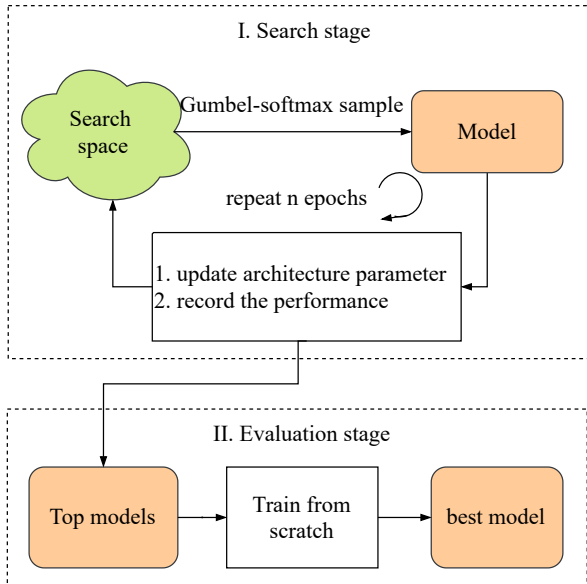 I. Search stage
Gumbel-softmax sample
Search
space
Model
repeat n epochs
1. update architecture parameter
2. record the performance
II. Evaluation stage
Top models
Train from
scratch
best model